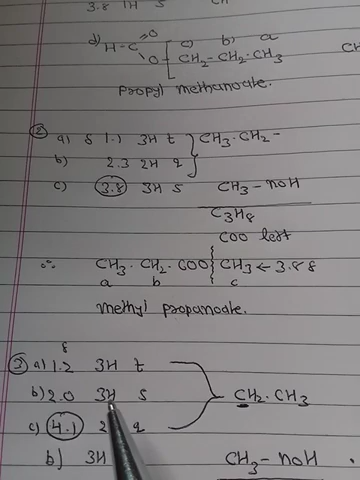 3.8 1H S
d) H-C =O
O- c) b) a
CH2-CH2-CH3
propyl methanoate.
② a) δ 1.1 3H t } CH3.CH2-
b) 2.3 2H q
c) 3.8 3H S CH3-noH
C3H8
COO left
∴ CH3.CH2.COO CH3 ← 3.8δ
a b c
methyl propanoate.
δ
③ a) 1.2 3H t
b) 2.0 3H S CH2.CH3
c) 4.1 2 q
b) 3H CH3-noH